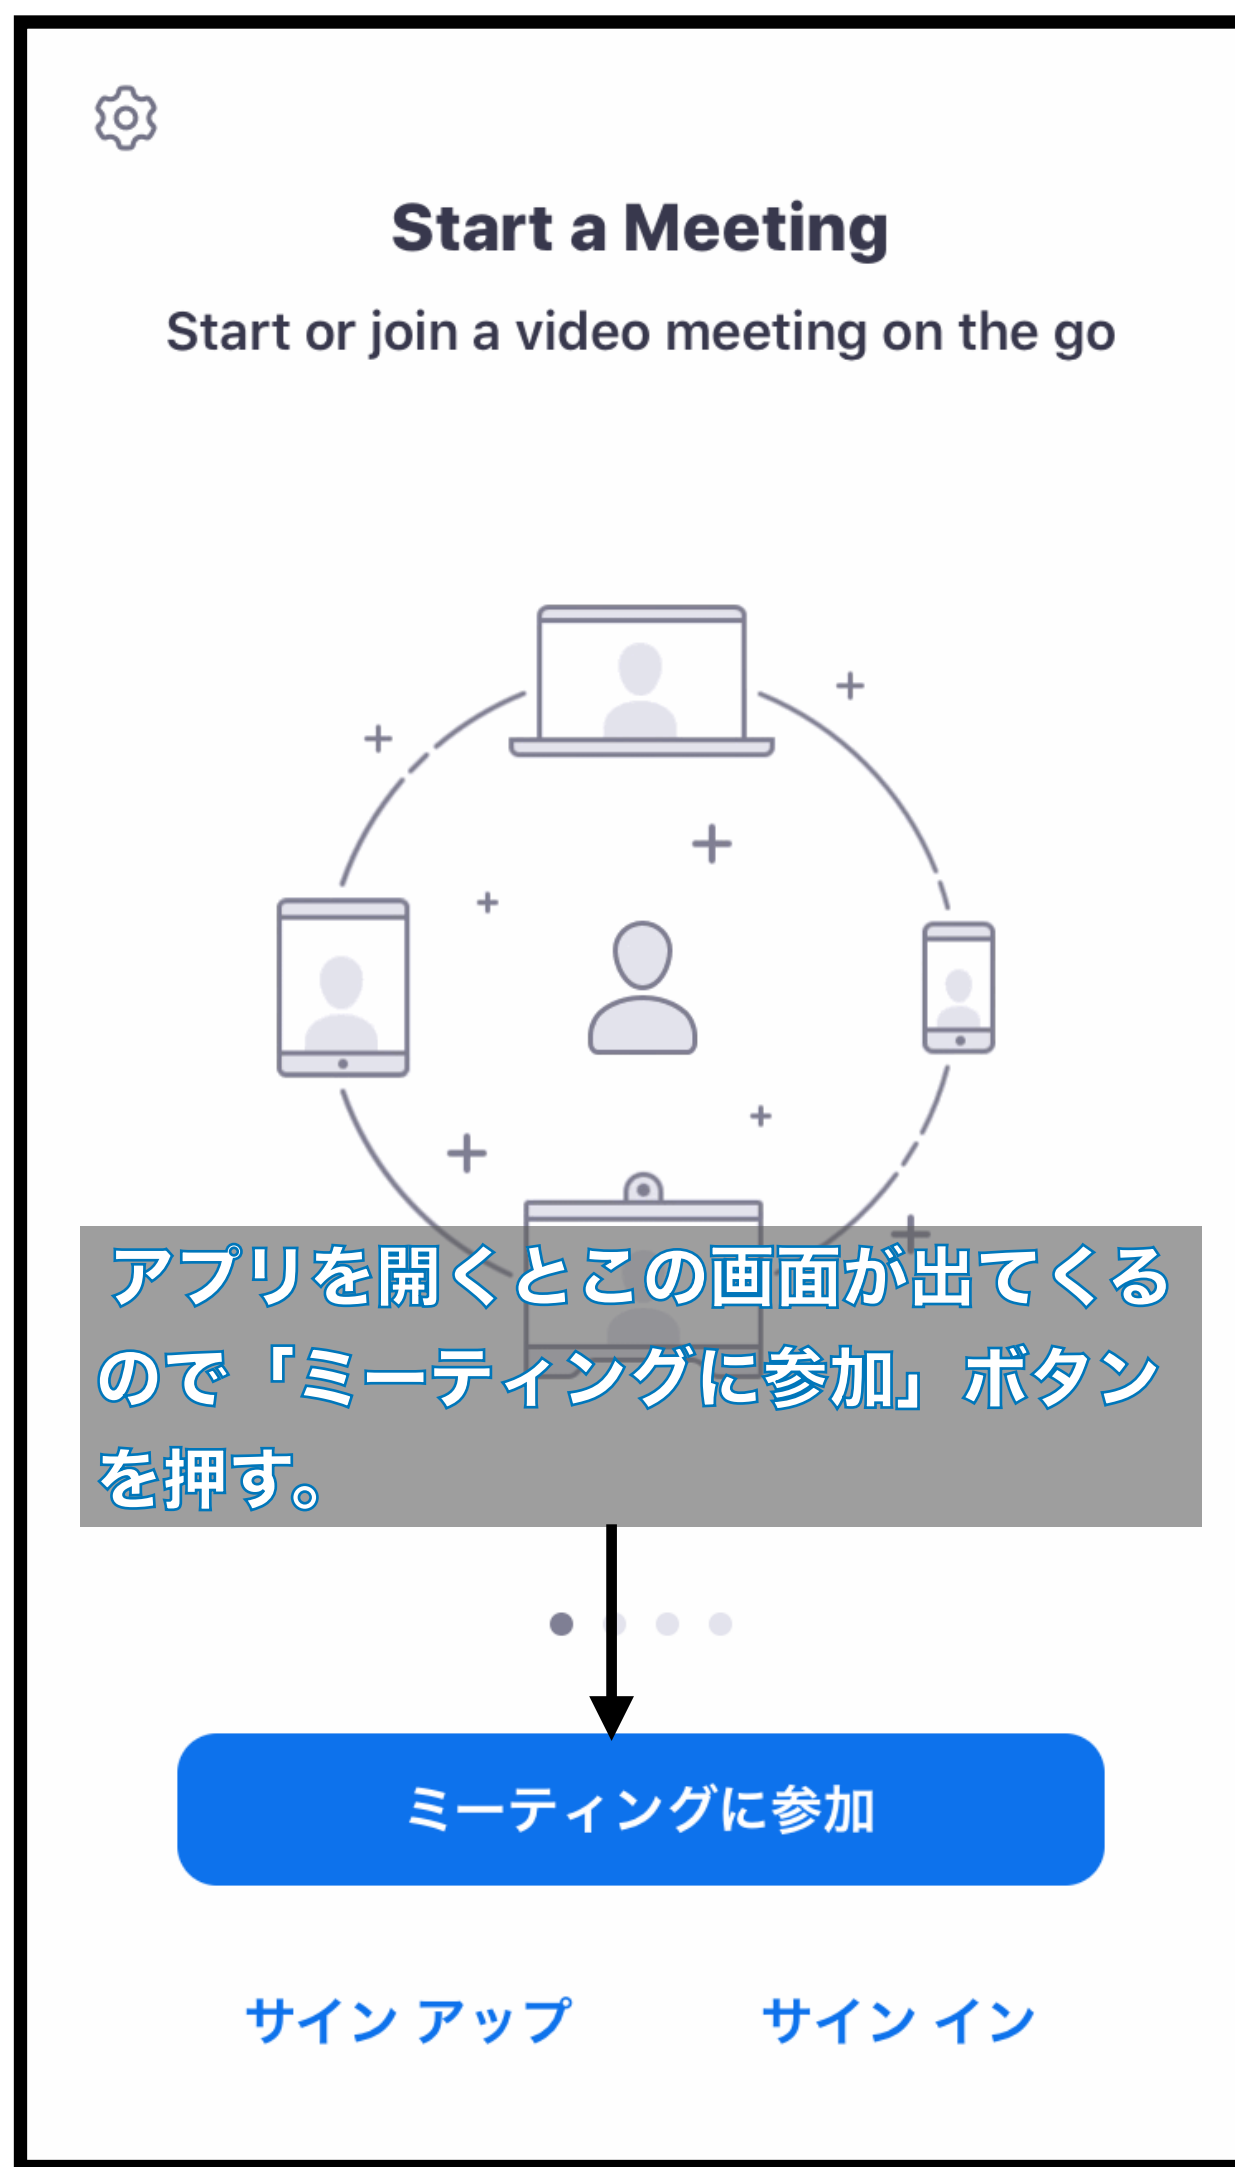 Start a Meeting
Start or join a video meeting on the go
アプリを開くとこの画面が出てくる
ので「ミーティングに参加」ボタン
を押す。
ミーティングに参加
サイン アップ
サイン イン